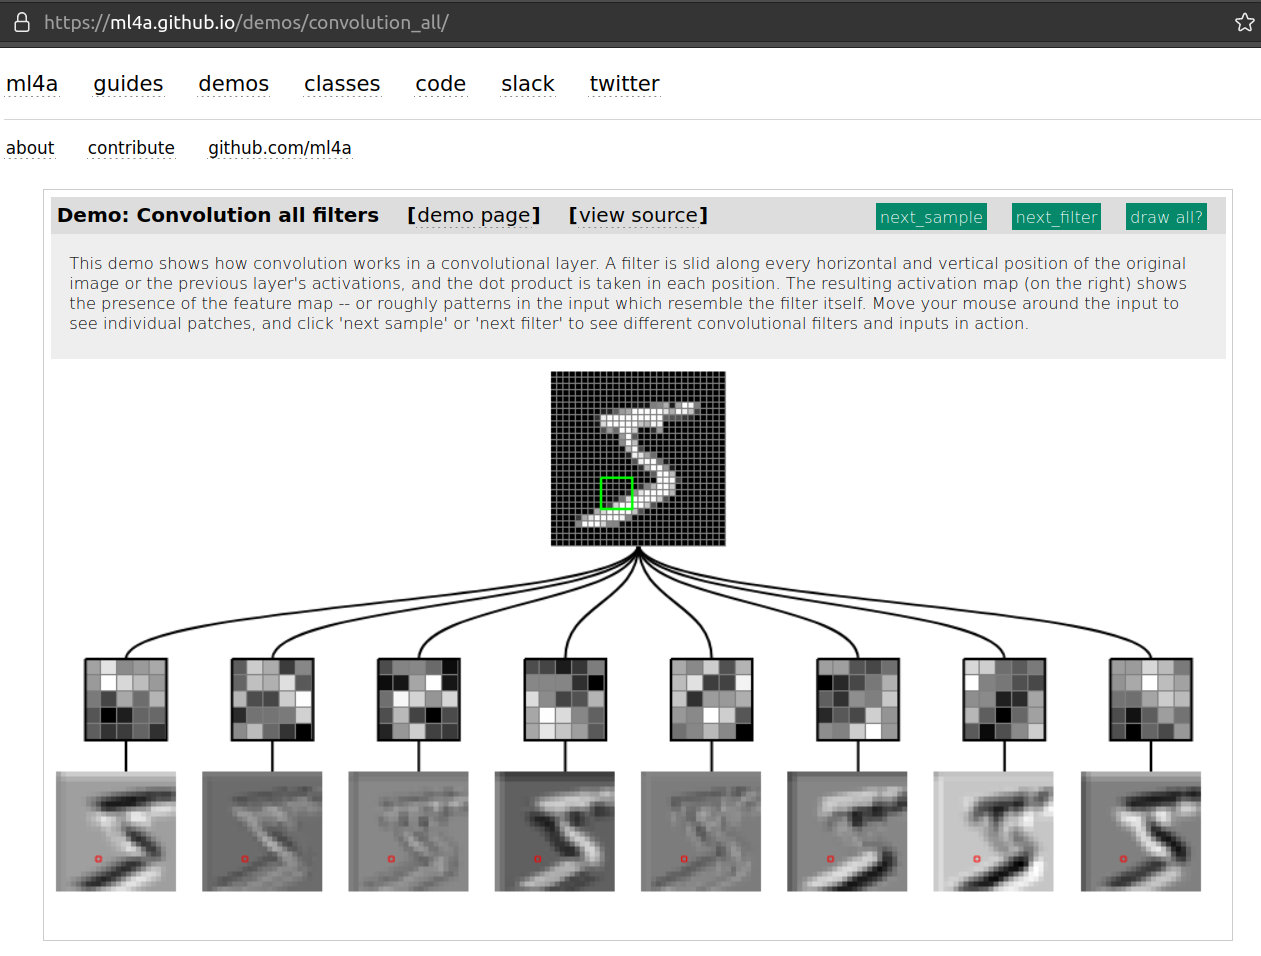 https://ml4a.github.io/demos/convolution_all/
ml4a guides demos classes code slack twitter
about contribute github.com/ml4a
Demo: Convolution all filters [demo page] [view source] next_sample next_filter draw all?
This demo shows how convolution works in a convolutional layer. A filter is slid along every horizontal and vertical position of the original
image or the previous layer's activations, and the dot product is taken in each position. The resulting activation map (on the right) shows
the presence of the feature map -- or roughly patterns in the input which resemble the filter itself. Move your mouse around the input to
see individual patches, and click 'next sample' or 'next filter' to see different convolutional filters and inputs in action.